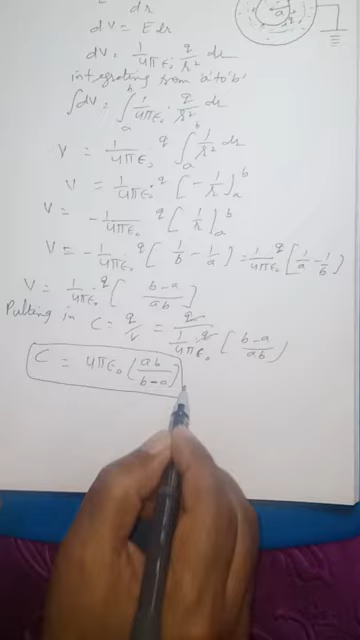 dr
dV = E dr
dV = 1/4πε₀ q/r² dr
integrating from 'a' to 'b'
∫dV = ∫ₐᵇ 1/4πε₀ · q/r² dr
V = 1/4πε₀ q ∫ₐᵇ 1/r² dr
V = 1/4πε₀ · q [-1/r]ₐᵇ
V = -1/4πε₀ q [1/r]ₐᵇ
V = -1/4πε₀ · q [1/b - 1/a] = 1/4πε₀ q [1/a - 1/b]
V = 1/4πε₀ · q [b-a/ab]
Putting in C = q/V = q/1/4πε₀ · q [b-a/ab]
C = 4πε₀ (ab/b-a)
a